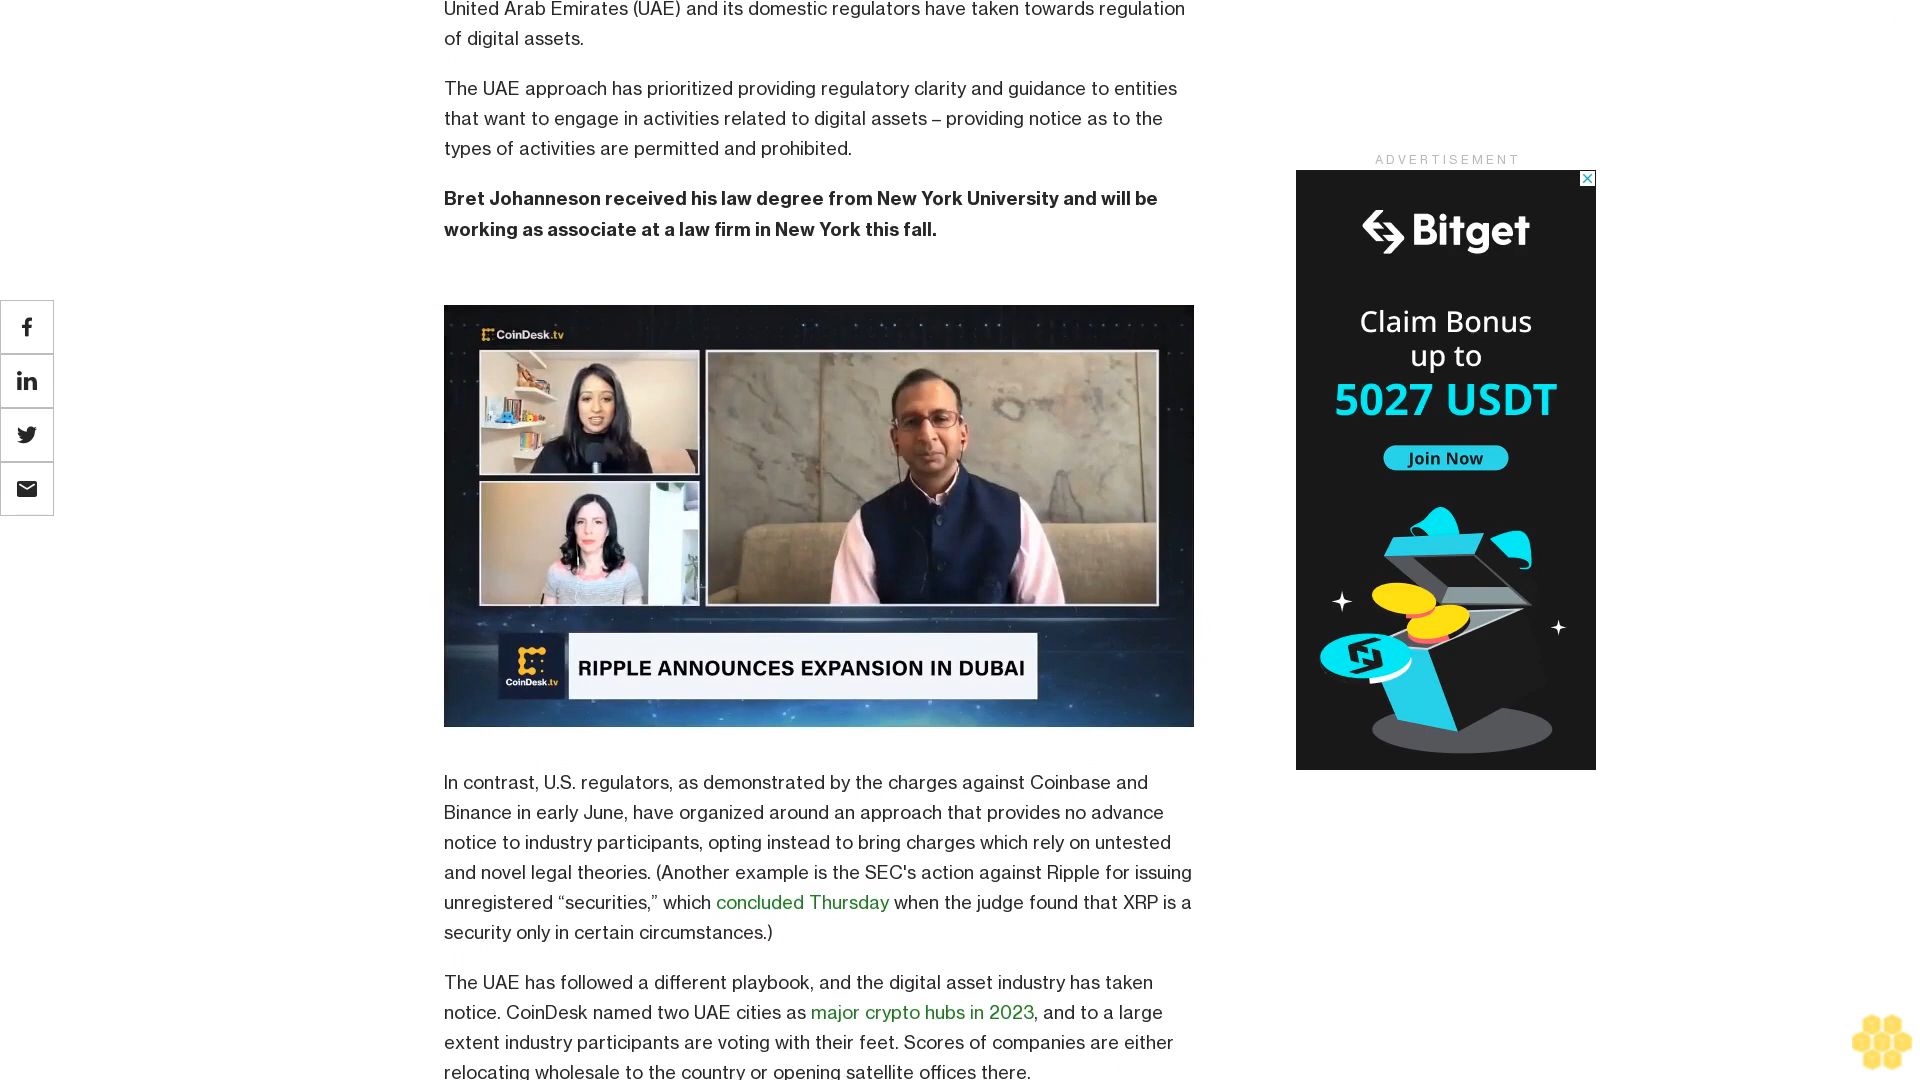 United Arab Emirates (UAE) and its domestic regulators have taken towards regulation
of digital assets.
The UAE approach has prioritized providing regulatory clarity and guidance to entities
that want to engage in activities related to digital assets – providing notice as to the
types of activities are permitted and prohibited.
Bret Johanneson received his law degree from New York University and will be
working as associate at a law firm in New York this fall.
CoinDesk.tv
CoinDesk.tv
RIPPLE ANNOUNCES EXPANSION IN DUBAI
In contrast, U.S. regulators, as demonstrated by the charges against Coinbase and
Binance in early June, have organized around an approach that provides no advance
notice to industry participants, opting instead to bring charges which rely on untested
and novel legal theories. (Another example is the SEC's action against Ripple for issuing
unregistered “securities,” which concluded Thursday when the judge found that XRP is a
security only in certain circumstances.)
The UAE has followed a different playbook, and the digital asset industry has taken
notice. CoinDesk named two UAE cities as major crypto hubs in 2023, and to a large
extent industry participants are voting with their feet. Scores of companies are either
relocating wholesale to the country or opening satellite offices there.
ADVERTISEMENT
Bitget
Claim Bonus
up to
5027 USDT
Join Now